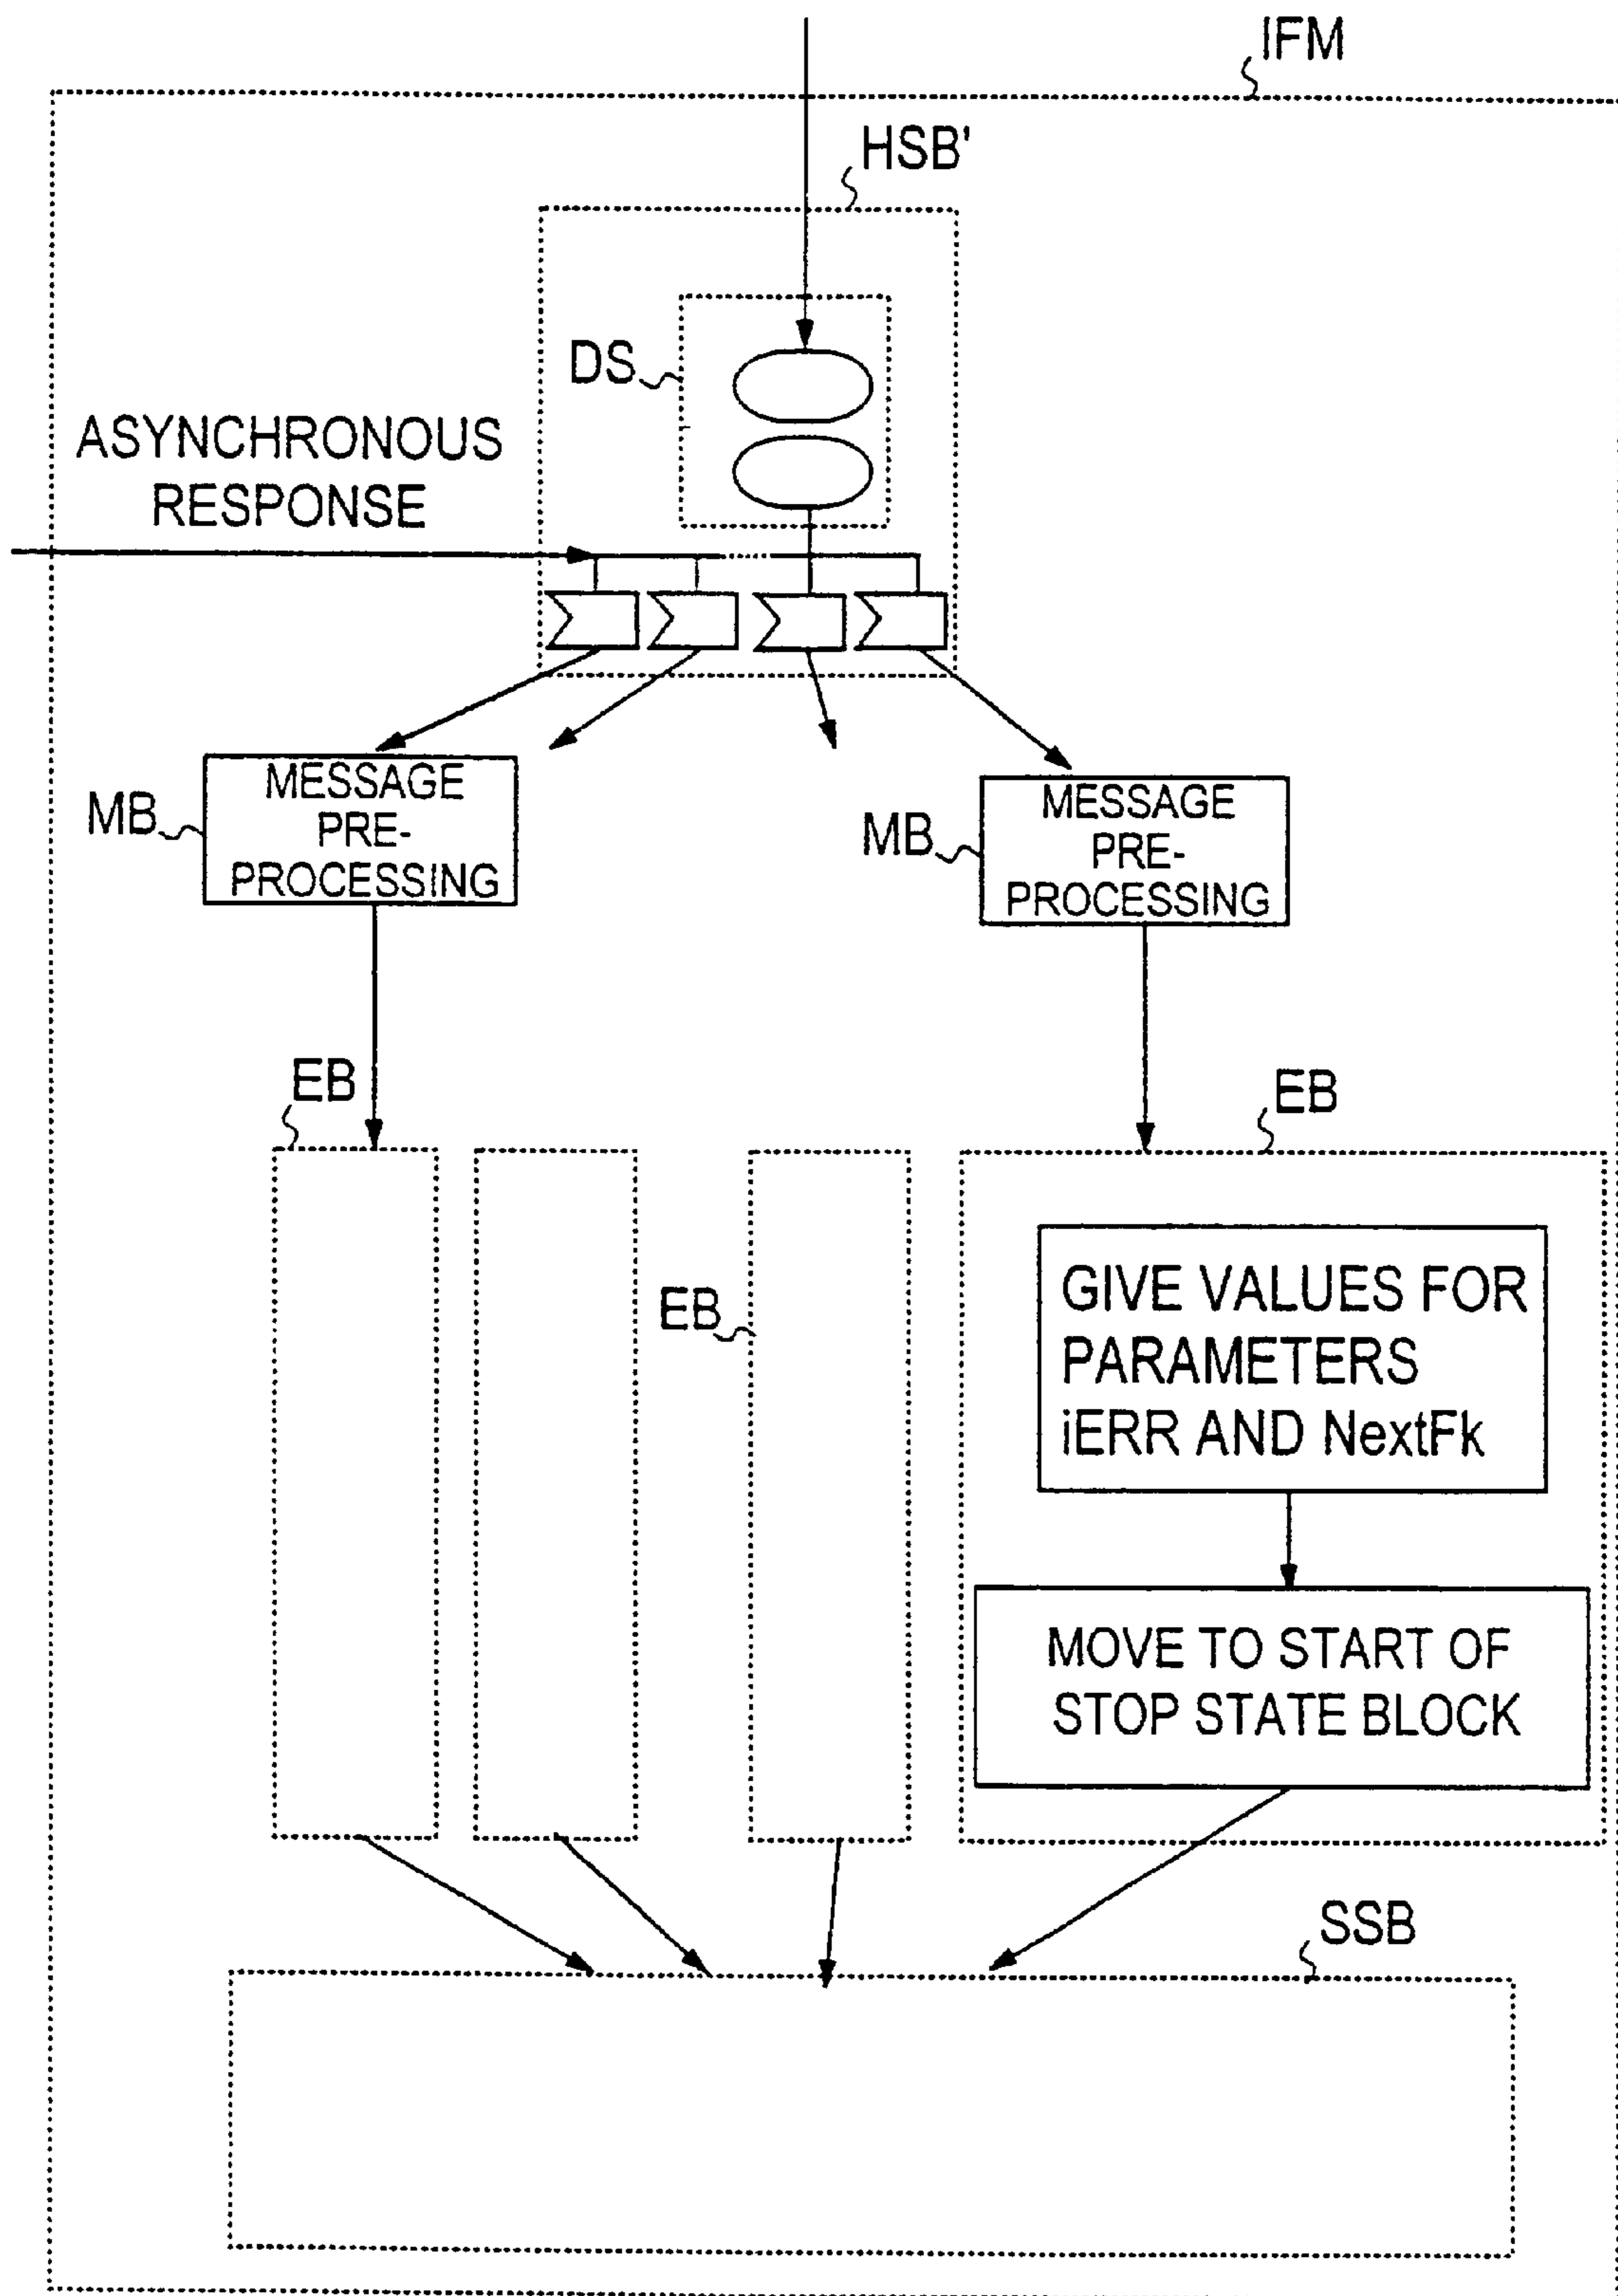 IFM
HSB'
DS
ASYNCHRONOUS
RESPONSE
MESSAGE
PRE-
PROCESSING
MB
MESSAGE
PRE-
PROCESSING
MB
EB
EB
EB
GIVE VALUES FOR
PARAMETERS
iERR AND NextFk
MOVE TO START OF
STOP STATE BLOCK
SSB